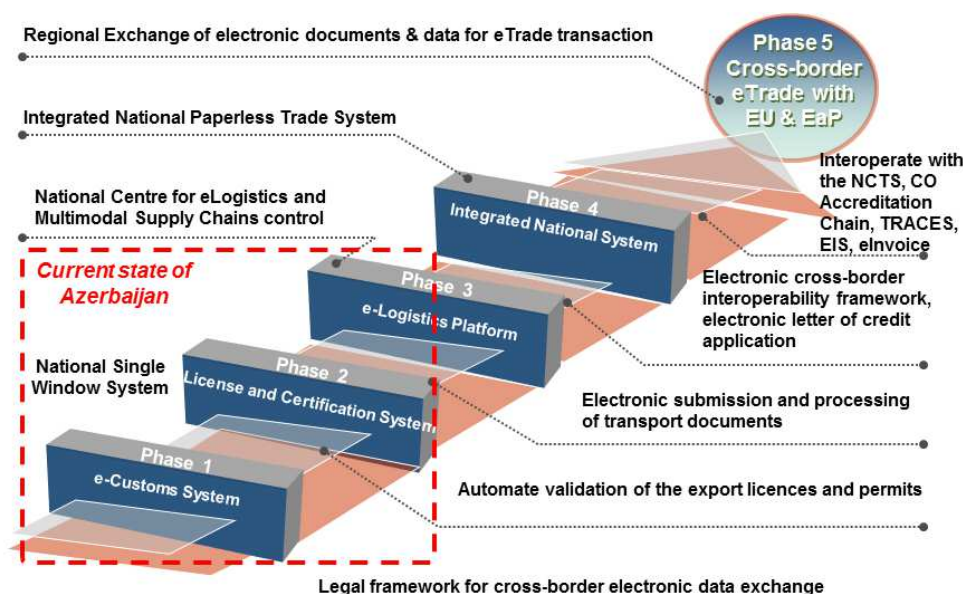 Regional Exchange of electronic documents & data for eTrade transaction
Phase 5
Cross-border
eTrade with
EU & EaP
Integrated National Paperless Trade System
Interoperate with
the NCTS, CO
Accreditation
Chain, TRACES,
EIS, eInvoice
National Centre for eLogistics and
Multimodal Supply Chains control
Phase 4
Integrated National System
Current state of
Azerbaijan
Phase 3
e-Logistics Platform
Electronic cross-border
interoperability framework,
electronic letter of credit
application
National Single
Window System
Phase 2
License and Certification System
Electronic submission and processing
of transport documents
Phase 1
e-Customs System
Automate validation of the export licences and permits
Legal framework for cross-border electronic data exchange